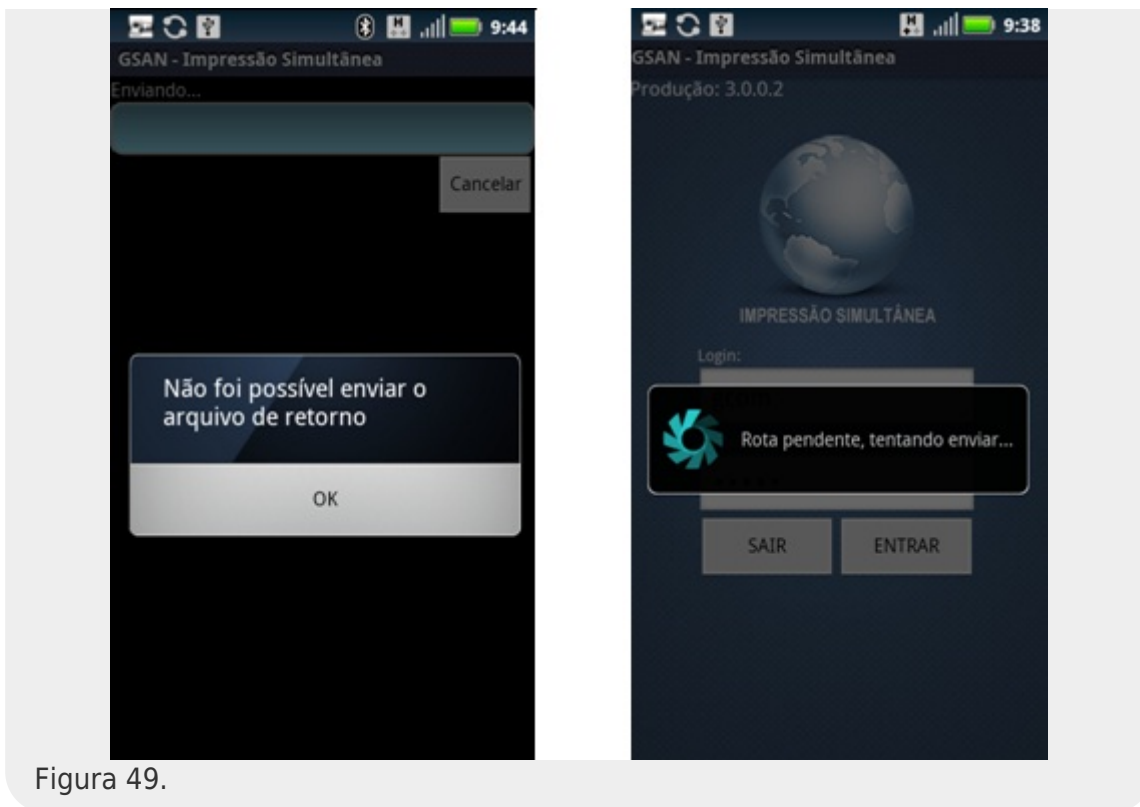 9:44
GSAN - Impressão Simultânea
Enviando...
Cancelar
Não foi possível enviar o
arquivo de retorno
OK
9:38
GSAN - Impressão Simultânea
Produção: 3.0.0.2
IMPRESSÃO SIMULTÂNEA
Login:
Rota pendente, tentando enviar...
SAIR
ENTRAR
Figura 49.